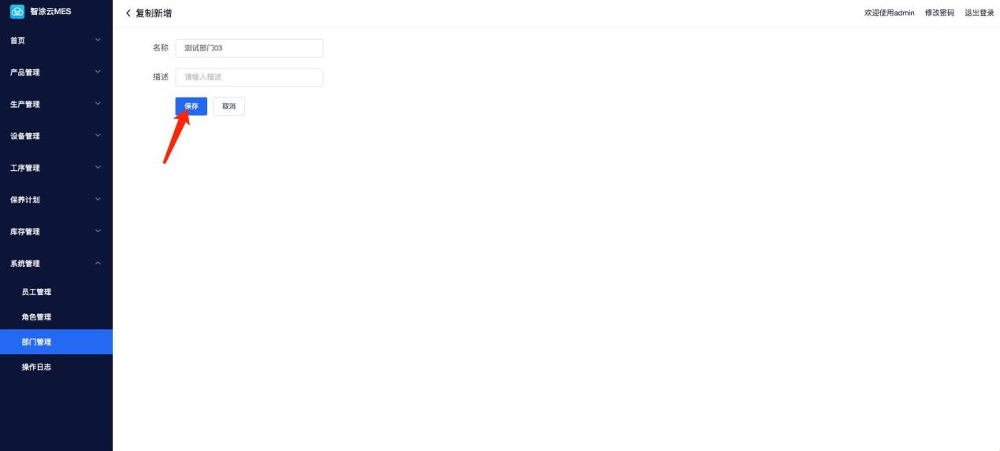 智涂云MES
复制新增
欢迎使用admin 修改密码 退出登录
首页
产品管理
生产管理
设备管理
工序管理
保养计划
库存管理
系统管理
员工管理
角色管理
部门管理
操作日志
名称 测试部门03
描述 请输入描述
保存 取消